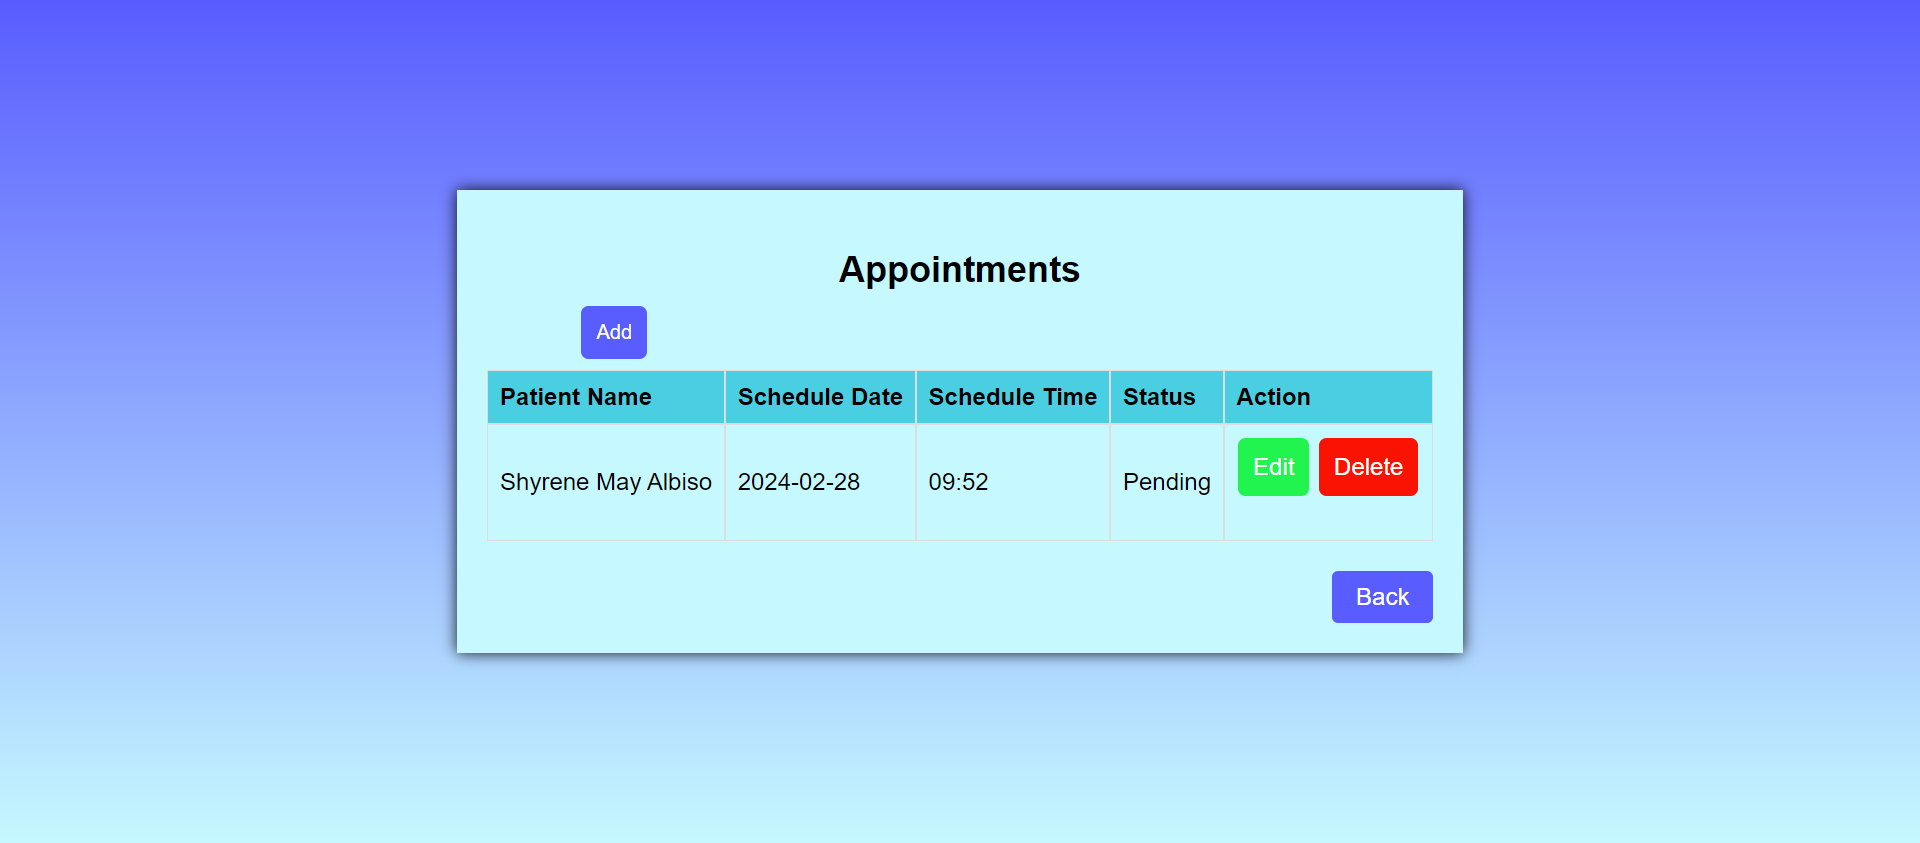 Appointments
Add
Patient Name Schedule Date Schedule Time Status Action
Shyrene May Albiso 2024-02-28 09:52 Pending Edit Delete
Back